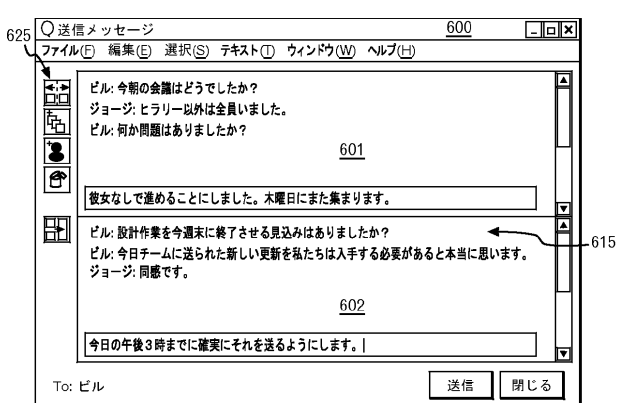 625
送信メッセージ 600
ファイル(F) 編集(E) 選択(S) テキスト(T) ウィンドウ(W) ヘルプ(H)
ビル: 今朝の会議はどうでしたか?
ジョージ: ヒラリー以外は全員いました。
ビル: 何か問題はありましたか?
601
彼女なしで進めることにしました。木曜日にまた集まります。
ビル: 設計作業を今週末に終了させる見込みはありましたか?
615
ビル: 今日チームに送られた新しい更新を私たちは入手する必要があると本当に思います。
ジョージ: 同感です。
602
今日の午後3時までに確実にそれを送るようにします。
To: ビル 送信 閉じる